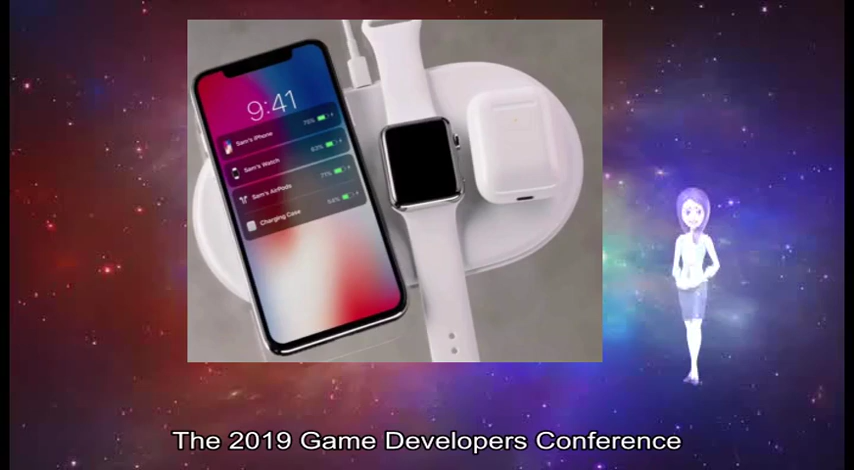 9:41
Sam's iPhone
Sam's Watch
Sam's AirPods
Charging Case
The 2019 Game Developers Conference